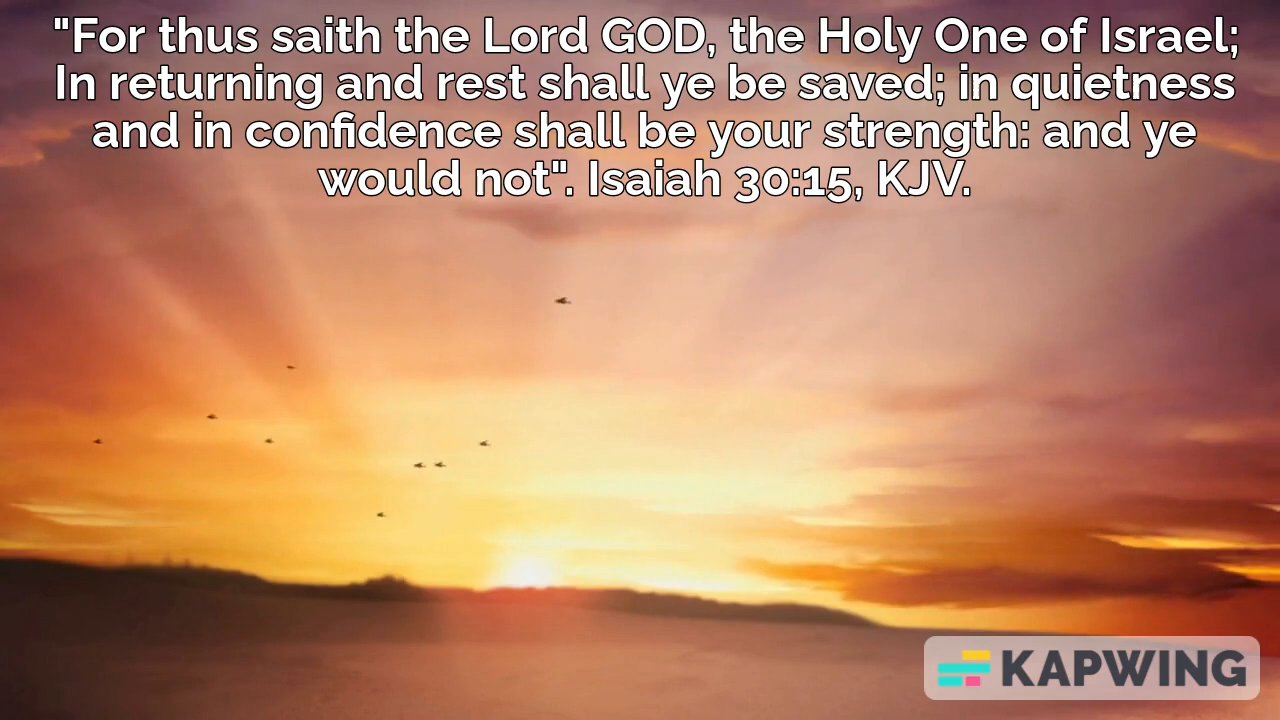 "For thus saith the Lord GOD, the Holy One of Israel;
In returning and rest shall ye be saved; in quietness
and in confidence shall be your strength: and ye
would not". Isaiah 30:15, KJV.
KAPWING